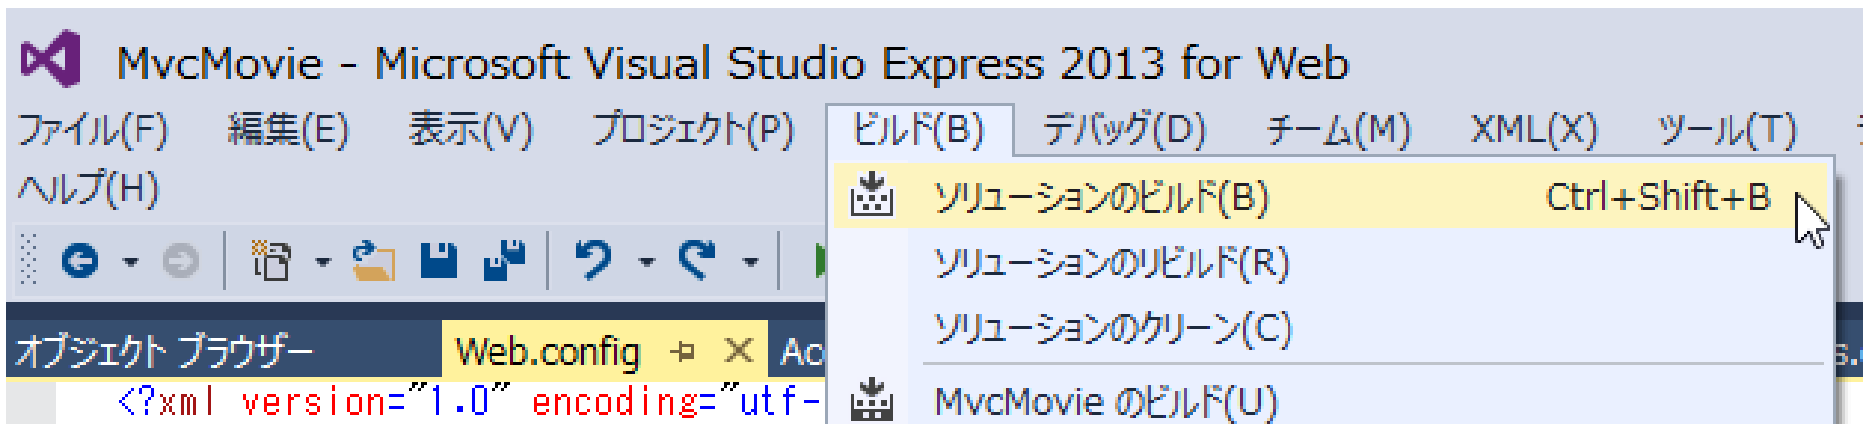 MvcMovie - Microsoft Visual Studio Express 2013 for Web
ファイル(F) 編集(E) 表示(V) プロジェクト(P) ビルド(B) デバッグ(D) チーム(M) XML(X) ツール(T)
ヘルプ(H)
ソリューションのビルド(B) Ctrl+Shift+B
ソリューションのリビルド(R)
ソリューションのクリーン(C)
MvcMovie のビルド(U)
オブジェクト ブラウザー Web.config Ac
<?xml version="1.0" encoding="utf-